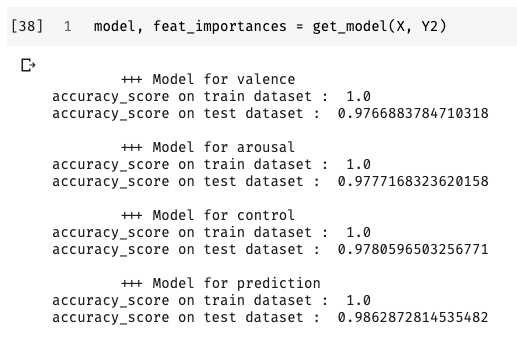 [38] 1 model, feat_importances = get_model(X, Y2)
+++ Model for valence
accuracy_score on train dataset : 1.0
accuracy_score on test dataset : 0.9766883784710318
+++ Model for arousal
accuracy_score on train dataset : 1.0
accuracy_score on test dataset : 0.9777168323620158
+++ Model for control
accuracy_score on train dataset : 1.0
accuracy_score on test dataset : 0.9780596503256771
+++ Model for prediction
accuracy_score on train dataset : 1.0
accuracy_score on test dataset : 0.9862872814535482